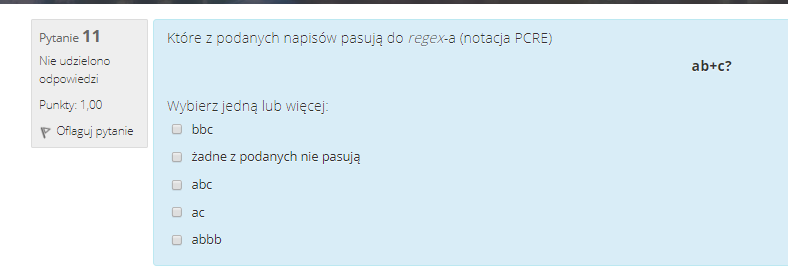 Pytanie 11
Nie udzielono
odpowiedzi
Punkty: 1,00
Oflaguj pytanie
Które z podanych napisów pasują do regex-a (notacja PCRE)
ab+c?
Wybierz jedną lub więcej:
bbc
żadne z podanych nie pasują
abc
ac
abbb